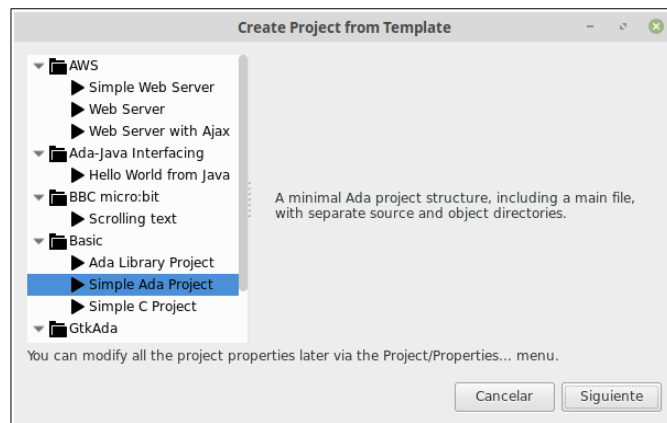 Create Project from Template
AWS
Simple Web Server
Web Server
Web Server with Ajax
Ada-Java Interfacing
Hello World from Java
BBC micro:bit
Scrolling text
Basic
Ada Library Project
Simple Ada Project
Simple C Project
GtkAda
A minimal Ada project structure, including a main file,
with separate source and object directories.
You can modify all the project properties later via the Project/Properties... menu.
Cancelar
Siguiente